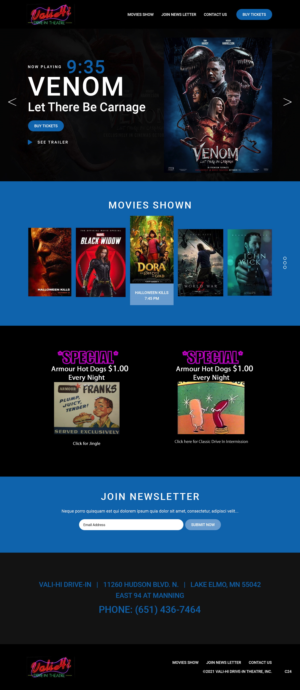 Vali-Hi
DRIVE-IN THEATRE
MOVIES SHOW
JOIN NEWS LETTER
CONTACT US
BUY TICKETS
NOW PLAYING 9:35
VENOM
Let There Be Carnage
BUY TICKETS
SEE TRAILER
VENOM
MOVIES SHOWN
HALLOWEEN KILLS
MARVEL
BLACK WIDOW
DORA
WORLD WAR
JOHN WICK
HALLOWEEN KILLS
7:00 PM
*SPECIAL*
Armour Hot Dogs $1.00
Every Night
FRANKS
PLUMP,
JUICY,
TENDER!
SERVED EXCLUSIVELY
Click for Jingle
*SPECIAL*
Armour Hot Dogs $1.00
Every Night
Click here for Classic Drive In Intermission
JOIN NEWSLETTER
Neque porro quisquam est qui dolorem ipsum quia dolor sit amet, consectetur, adipisci velit...
Email Address
SUBMIT NOW
VALI-HI DRIVE-IN | 11260 HUDSON BLVD. N. | LAKE ELMO, MN 55042
EAST 94 AT MANNING
PHONE: (651) 436-7464
Vali-Hi
DRIVE-IN THEATRE
MOVIES SHOW
JOIN NEWS LETTER
CONTACT US
©2021 VALI-HI DRIVE-IN THEATRE, INC.
C24